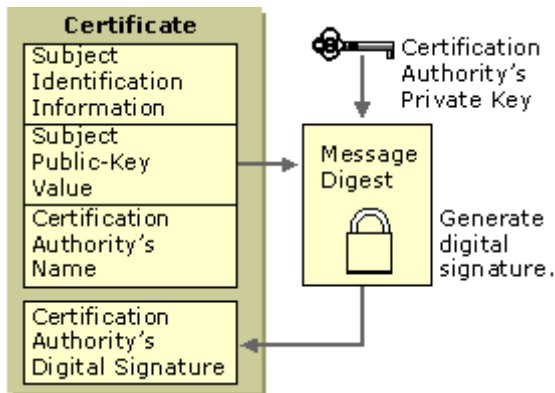 Certificate
Subject
Identification
Information
Subject
Public-Key
Value
Certification
Authority's
Name
Certification
Authority's
Digital Signature
Certification
Authority's
Private Key
Message
Digest
Generate
digital
signature.